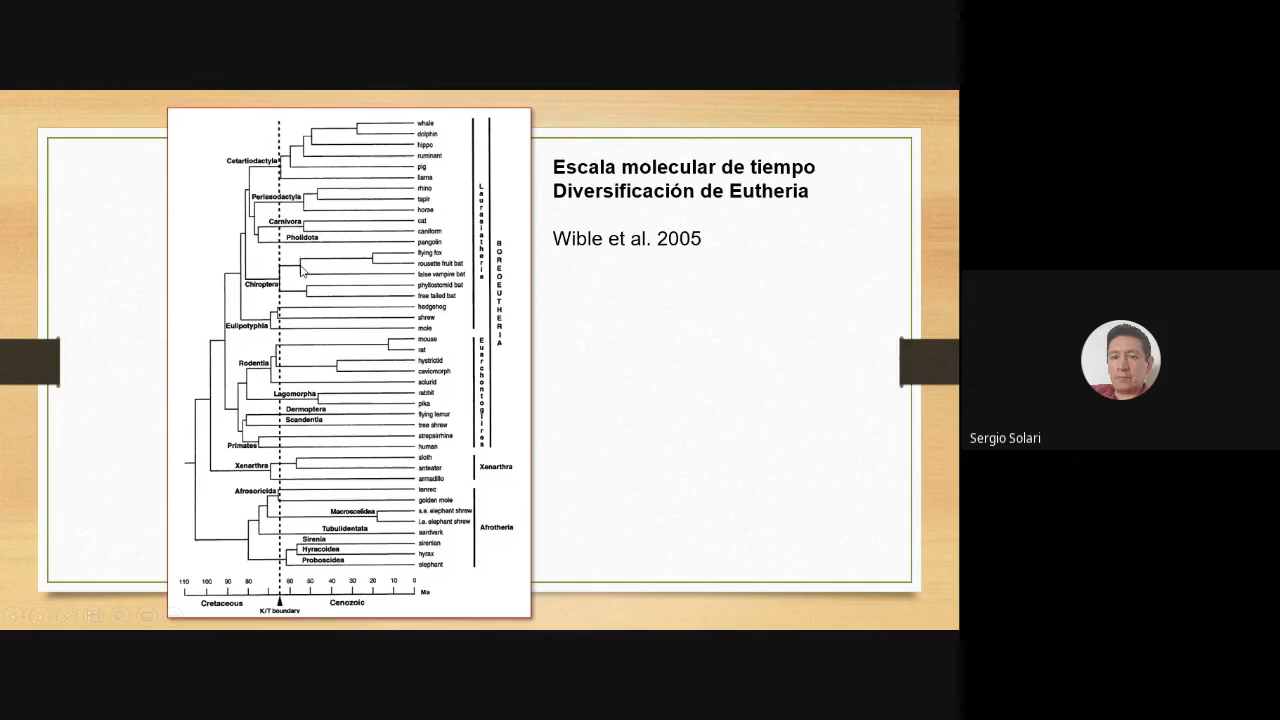 whale
dolphin
hippo
ruminant
Cetartiodactyla
pig
llama
rhino
Perissodactyla
tapir
horse
cat
Carnivora
caniform
Pholidota
pangolin
flying fox
rousette fruit bat
false vampire bat
Chiroptera
phyllostomid bat
free tailed bat
hedgehog
shrew
Eulipotyphla
mole
mouse
rat
hystricid
Rodentia
caviomorph
sciurid
Lagomorpha
rabbit
pika
Dermoptera
flying lemur
Scandentia
tree shrew
strepsirrhine
Primates
human
sloth
Xenarthra
anteater
armadillo
Afrosoricida
tenrec
golden mole
Macroscelidea
s.e. elephant shrew
l.e. elephant shrew
Tubulidentata
aardvark
Sirenia
sirenian
Hyracoidea
hyrax
Proboscidea
elephant
Laurasiatheria
BOREOEUTHERIA
Euarchontoglires
Xenarthra
Afrotheria
110 100 90 80 60 50 40 30 20 10 0
Ma
Cretaceous
Cenozoic
K/T boundary
Escala molecular de tiempo
Diversificación de Eutheria
Wible et al. 2005
Sergio Solari